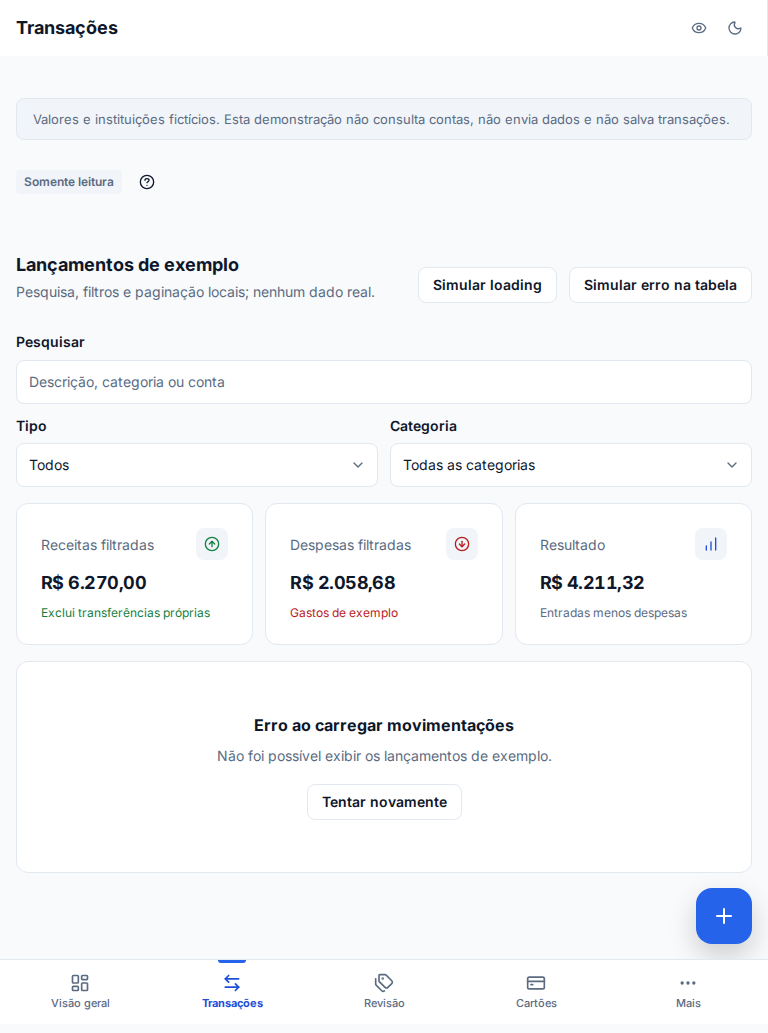 Transações
Valores e instituições fictícios. Esta demonstração não consulta contas, não envia dados e não salva transações.
Somente leitura
Lançamentos de exemplo
Pesquisa, filtros e paginação locais; nenhum dado real.
Simular loading
Simular erro na tabela
Pesquisar
Descrição, categoria ou conta
Tipo
Categoria
Todos
Todas as categorias
Receitas filtradas
R$ 6.270,00
Exclui transferências próprias
Despesas filtradas
R$ 2.058,68
Gastos de exemplo
Resultado
R$ 4.211,32
Entradas menos despesas
Erro ao carregar movimentações
Não foi possível exibir os lançamentos de exemplo.
Tentar novamente
Visão geral
Transações
Revisão
Cartões
Mais